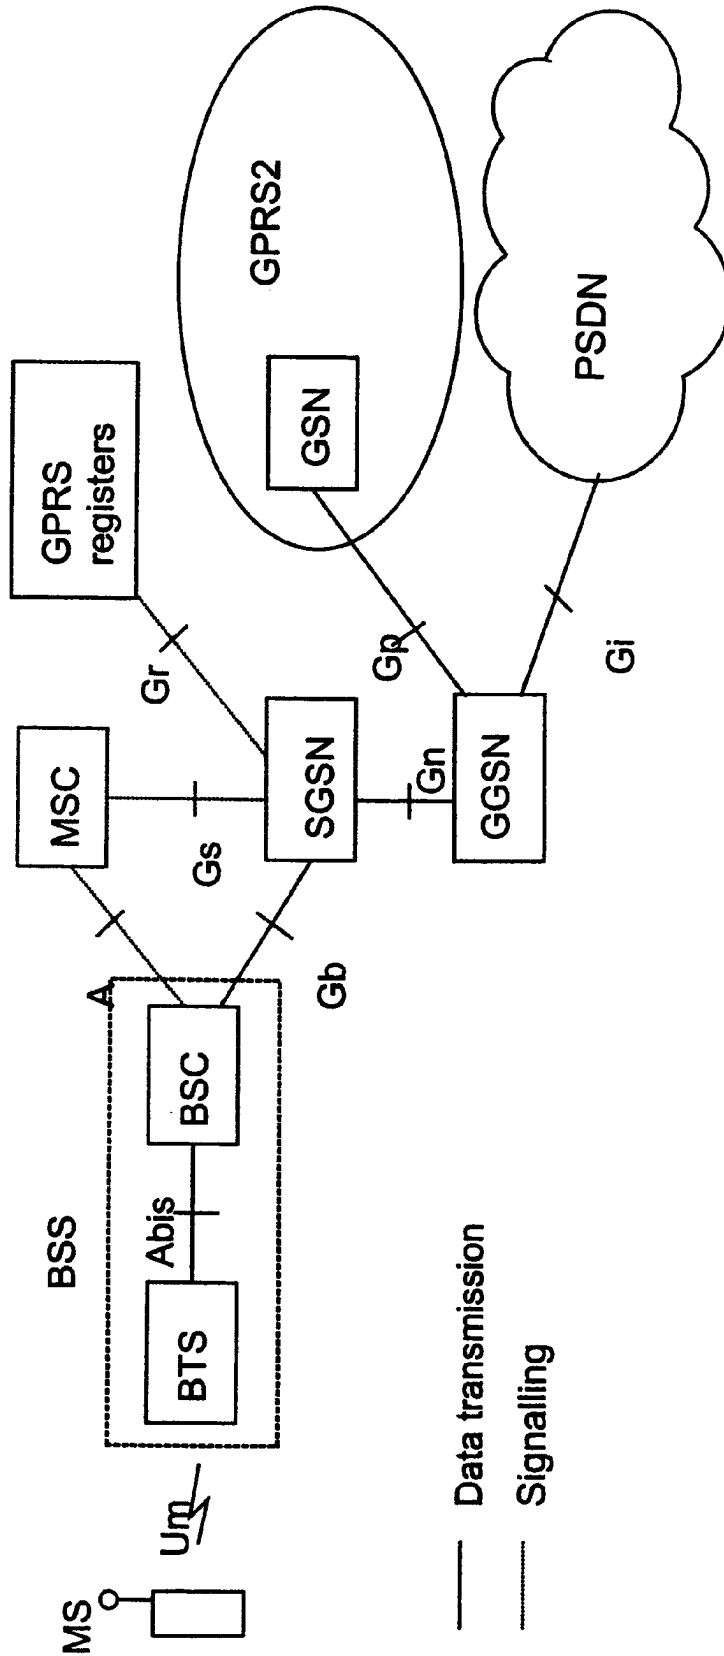 MS
Um
BSS
BTS
Abis
BSC
A
Gb
MSC
Gs
SGSN
Gn
GGSN
Gr
GPRS
registers
Gp
Gi
GSN
GPRS2
PSDN
Data transmission
Signalling